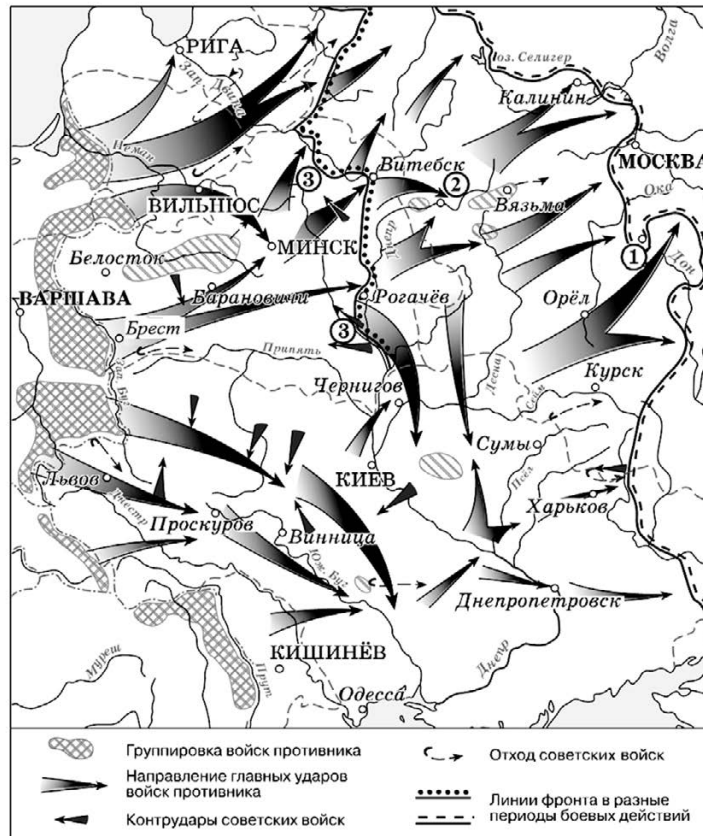 РИГА
Зап. Двина
оз. Селигер
Волга
Калинин
Неман
МОСКВА
Витебск
3
2
Вязьма
Ока
ВИЛЬНЮС
Днепр
МИНСК
1
Дон
Белосток
ВАРШАВА
Барановичи
Рогачёв
Орёл
Брест
3
Припять
Десна
Сейм
Курск
Зап. Буг
Чернигов
Сумы
Псёл
КИЕВ
Львов
Днестр
Харьков
Проскуров
Винница
Юж. Буг
Днепропетровск
КИШИНЁВ
Муреш
Прут
Днепр
Одесса
Группировка войск противника
Направление главных ударов
войск противника
Контрудары советских войск
Отход советских войск
Линии фронта в разные
периоды боевых действий